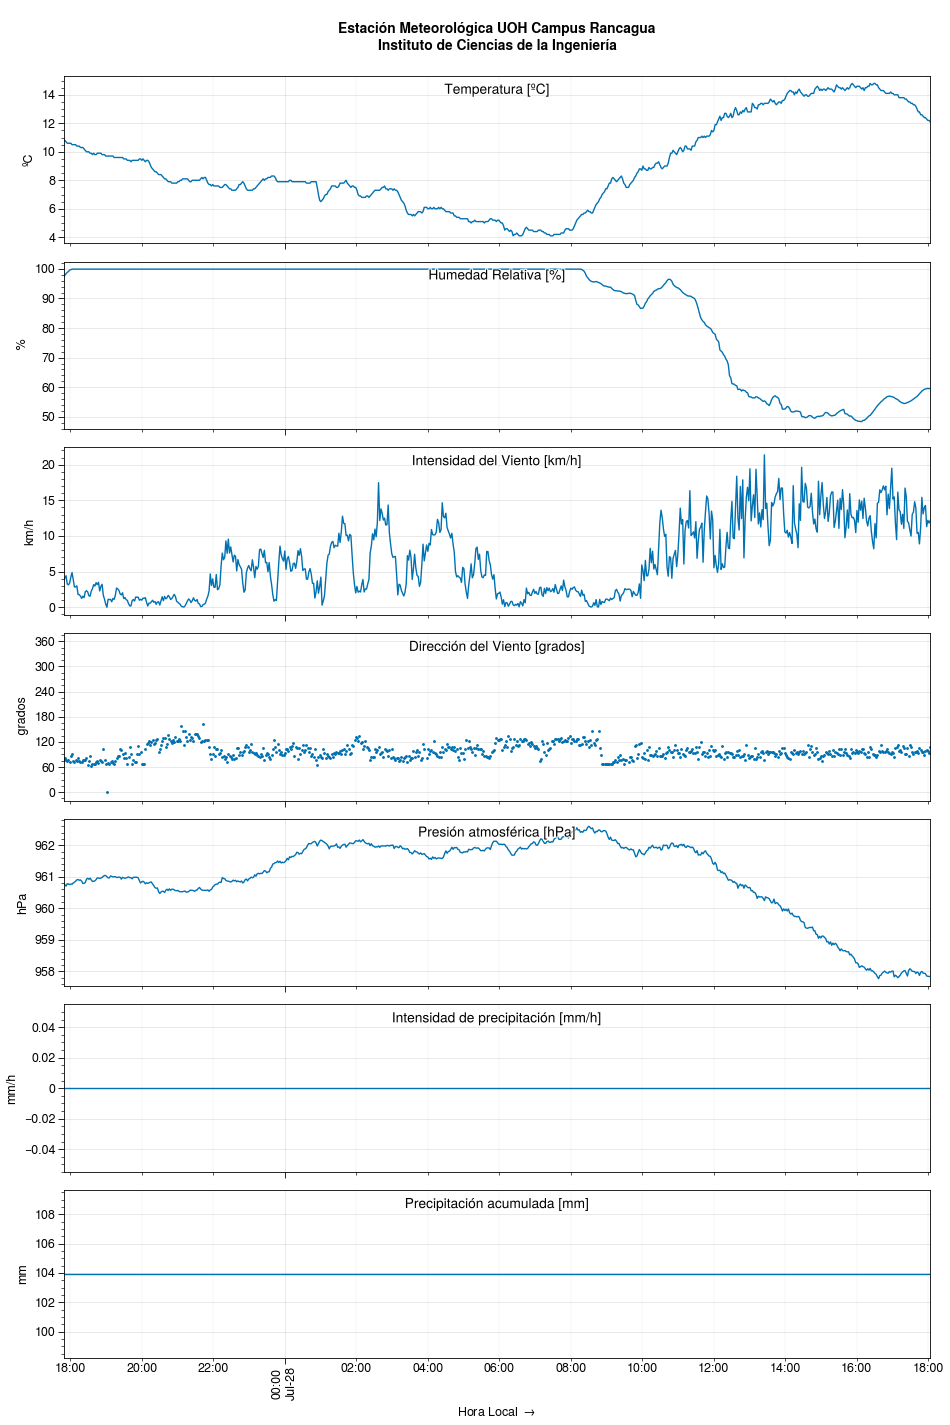 Estación Meteorológica UOH Campus Rancagua
Instituto de Ciencias de la Ingeniería
Temperatura [ºC]
ºC
14
12
10
8
6
4
Humedad Relativa [%]
%
100
90
80
70
60
50
Intensidad del Viento [km/h]
km/h
20
15
10
5
0
Dirección del Viento [grados]
grados
360
300
240
180
120
60
0
Presión atmosférica [hPa]
hPa
962
961
960
959
958
Intensidad de precipitación [mm/h]
mm/h
0.04
0.02
0
−0.02
−0.04
Precipitación acumulada [mm]
mm
108
106
104
102
100
18:00 20:00 22:00 00:00 02:00 04:00 06:00 08:00 10:00 12:00 14:00 16:00 18:00
Jul-28
Hora Local →